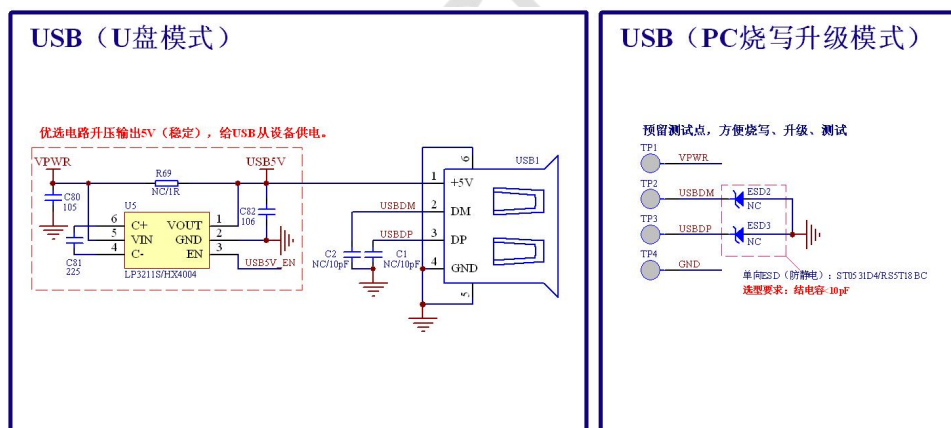 USB（U盘模式）
优选电路升压输出5V（稳定），给USB从设备供电。
VPWR
USB5V
R69
NC/1R
C80
105
U5
6 C+ VOUT 1
5 VIN GND 2
4 C- EN 3
LP3211S/HX4004
C81
225
C82
106
USB5V_EN
USB1
6
1 +5V
USBDM 2 DM
USBDP 3 DP
4 GND
5
C2
NC/10pF
C1
NC/10pF
USB（PC烧写升级模式）
预留测试点，方便烧写、升级、测试
TP1
VPWR
TP2
USBDM
ESD2
NC
TP3
USBDP
ESD3
NC
TP4
GND
单向ESD（防静电）：ST0531D4/RS5T18BC
选型要求：结电容<10pF